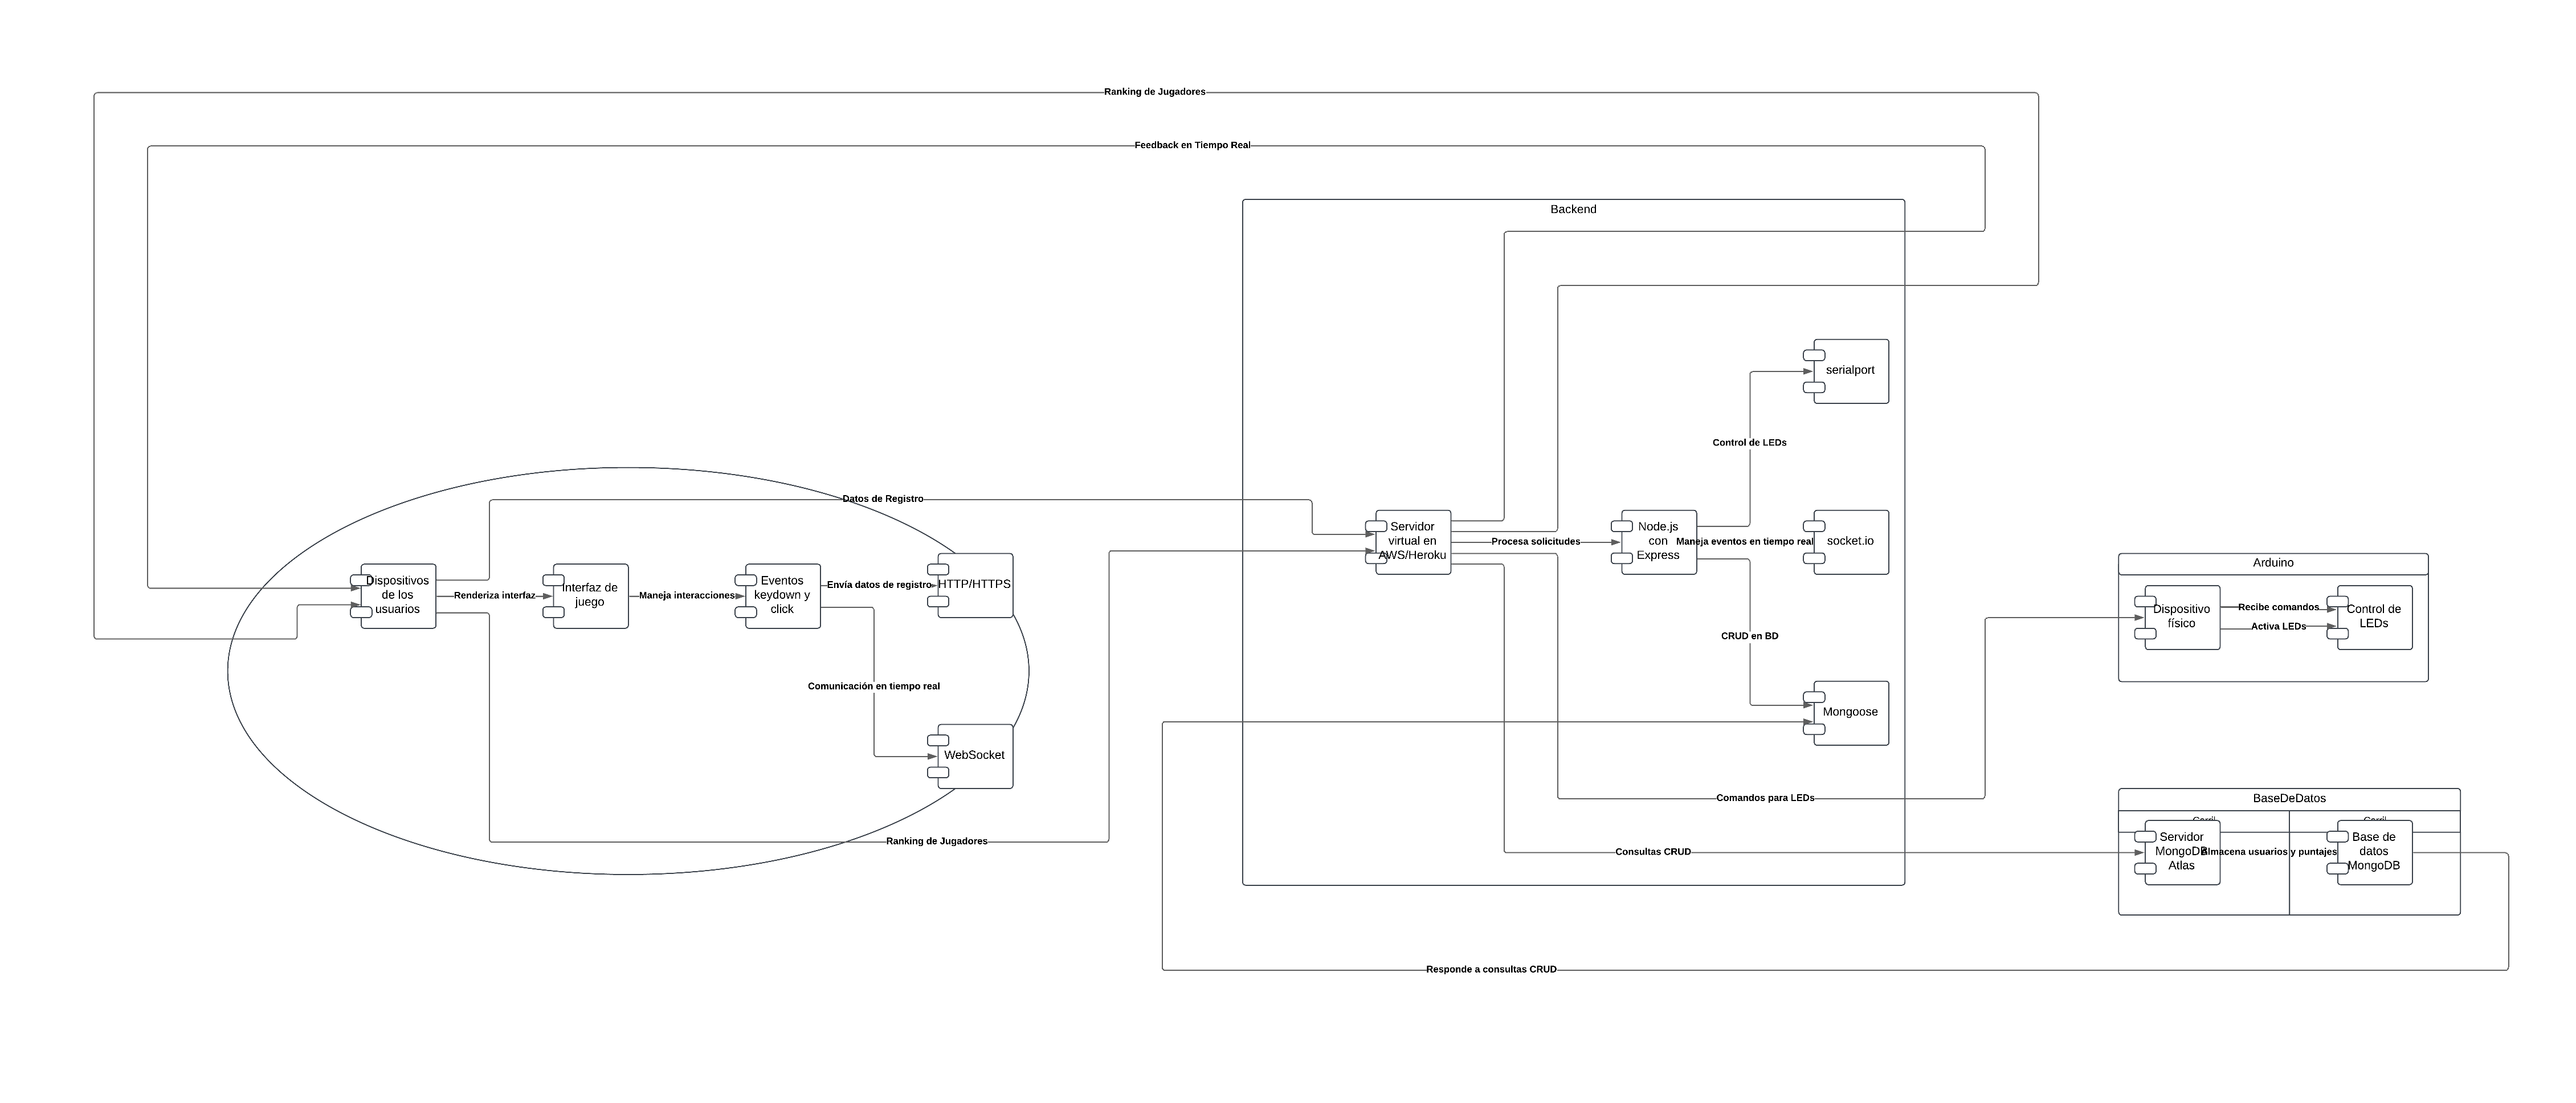 Ranking de Jugadores
Feedback en Tiempo Real
Backend
serialport
Control de LEDs
Datos de Registro
Servidor
virtual en
AWS/Heroku
Procesa solicitudes
Node.js
con
Express
Maneja eventos en tiempo real
socket.io
Dispositivos
de los
usuarios
Renderiza interfaz
Interfaz de
juego
Maneja interacciones
Eventos
keydown y
click
Envía datos de registro
HTTP/HTTPS
Arduino
Dispositivo
físico
Recibe comandos
Activa LEDs
Control de
LEDs
CRUD en BD
Comunicación en tiempo real
Mongoose
WebSocket
Comandos para LEDs
BaseDeDatos
Carril
Carril
Ranking de Jugadores
Consultas CRUD
Servidor
MongoDB
Atlas
Almacena usuarios y puntajes
Base de
datos
MongoDB
Responde a consultas CRUD